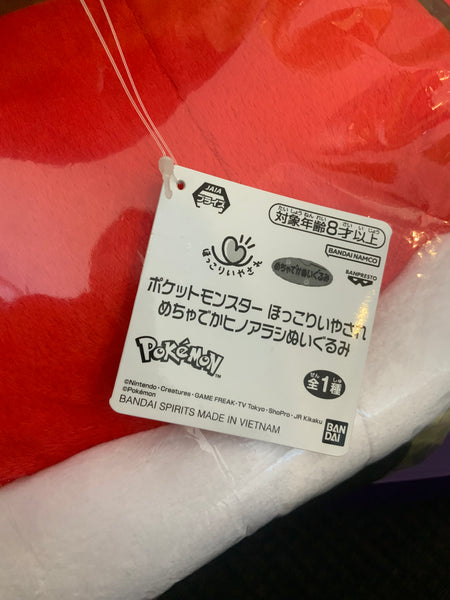 JAIA
プライズ
たいしょうねんれい さいいじょう
対象年齢8才以上
BANDAI NAMCO
BANPRESTO
ほっこりいやされ
めちゃでかぬいぐるみ
ポケットモンスター ほっこりいやされ
めちゃでかヒノアラシぬいぐるみ
POKéMON
ぜん しゅ
全1種
©Nintendo・Creatures・GAME FREAK・TV Tokyo・ShoPro・JR Kikaku
©Pokémon
BANDAI SPIRITS MADE IN VIETNAM
BAN
DAI